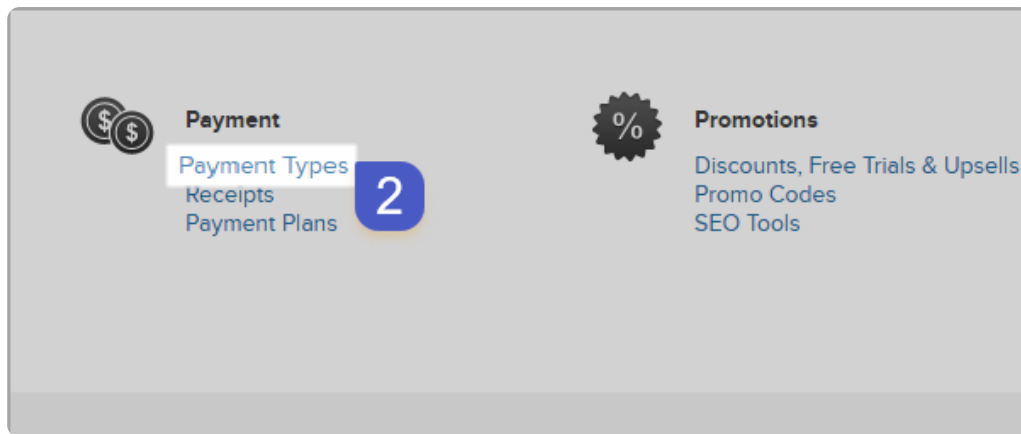 Payment
Payment Types
Receipts
Payment Plans
2
Promotions
Discounts, Free Trials & Upsells
Promo Codes
SEO Tools
$
$
%